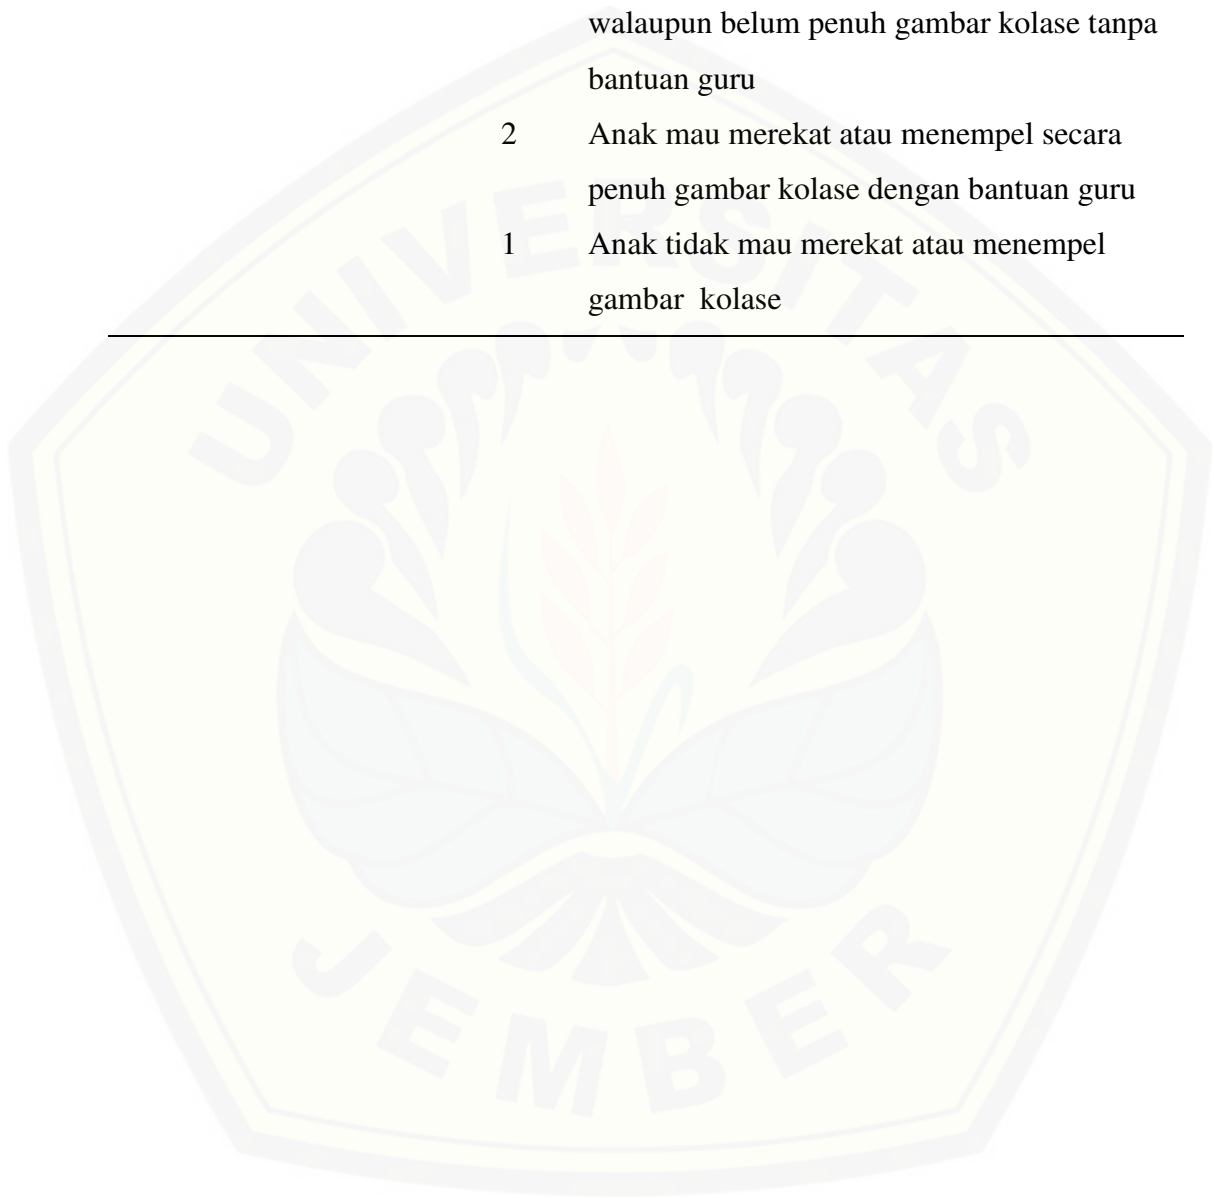 walaupun belum penuh gambar kolase tanpa
bantuan guru
2 Anak mau merekat atau menempel secara
penuh gambar kolase dengan bantuan guru
1 Anak tidak mau merekat atau menempel
gambar kolase
UNIVERSITAS
JEMBER